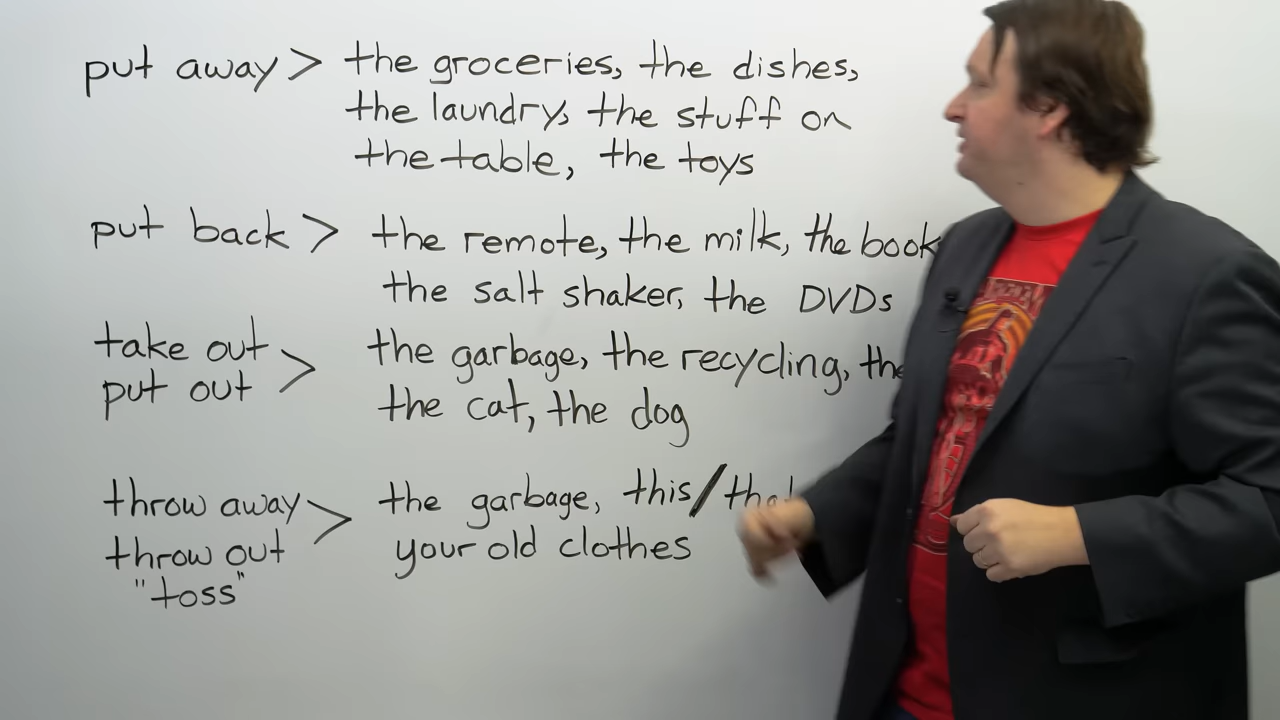 put away > the groceries, the dishes,
the laundry, the stuff on
the table, the toys
put back > the remote, the milk, the book
the salt shaker, the DVDs
take out
put out > the garbage, the recycling, the
the cat, the dog
throw away
throw out > the garbage, this/that
your old clothes
"toss"